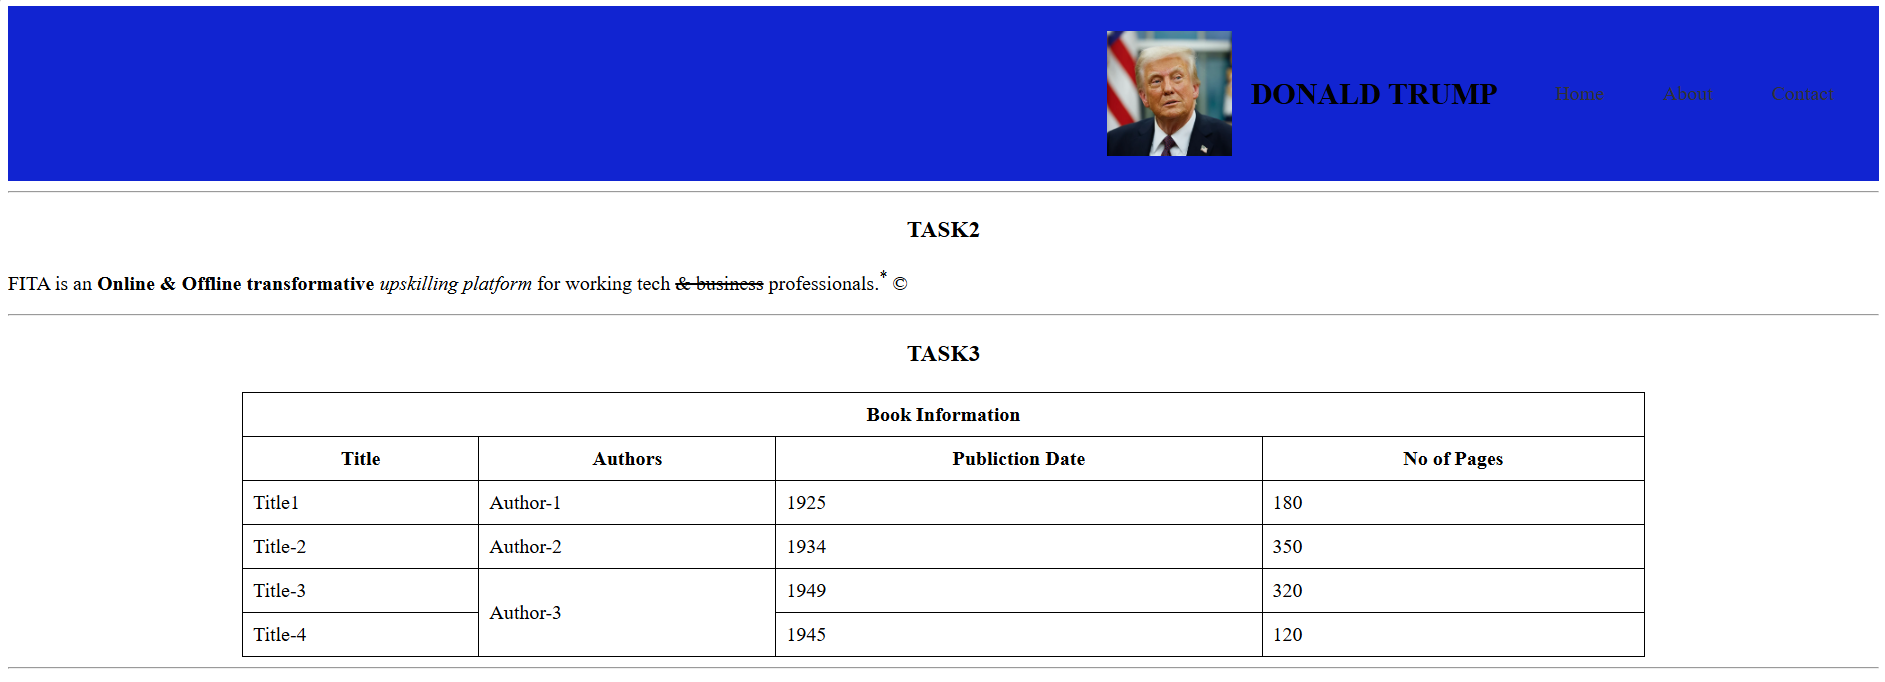 DONALD TRUMP Home About Contact
TASK2
FITA is an Online & Offline transformative upskilling platform for working tech & business professionals.* ©
TASK3
Book Information
Title Authors Publiction Date No of Pages
Title1 Author-1 1925 180
Title-2 Author-2 1934 350
Title-3 Author-3 1949 320
Title-4 1945 120